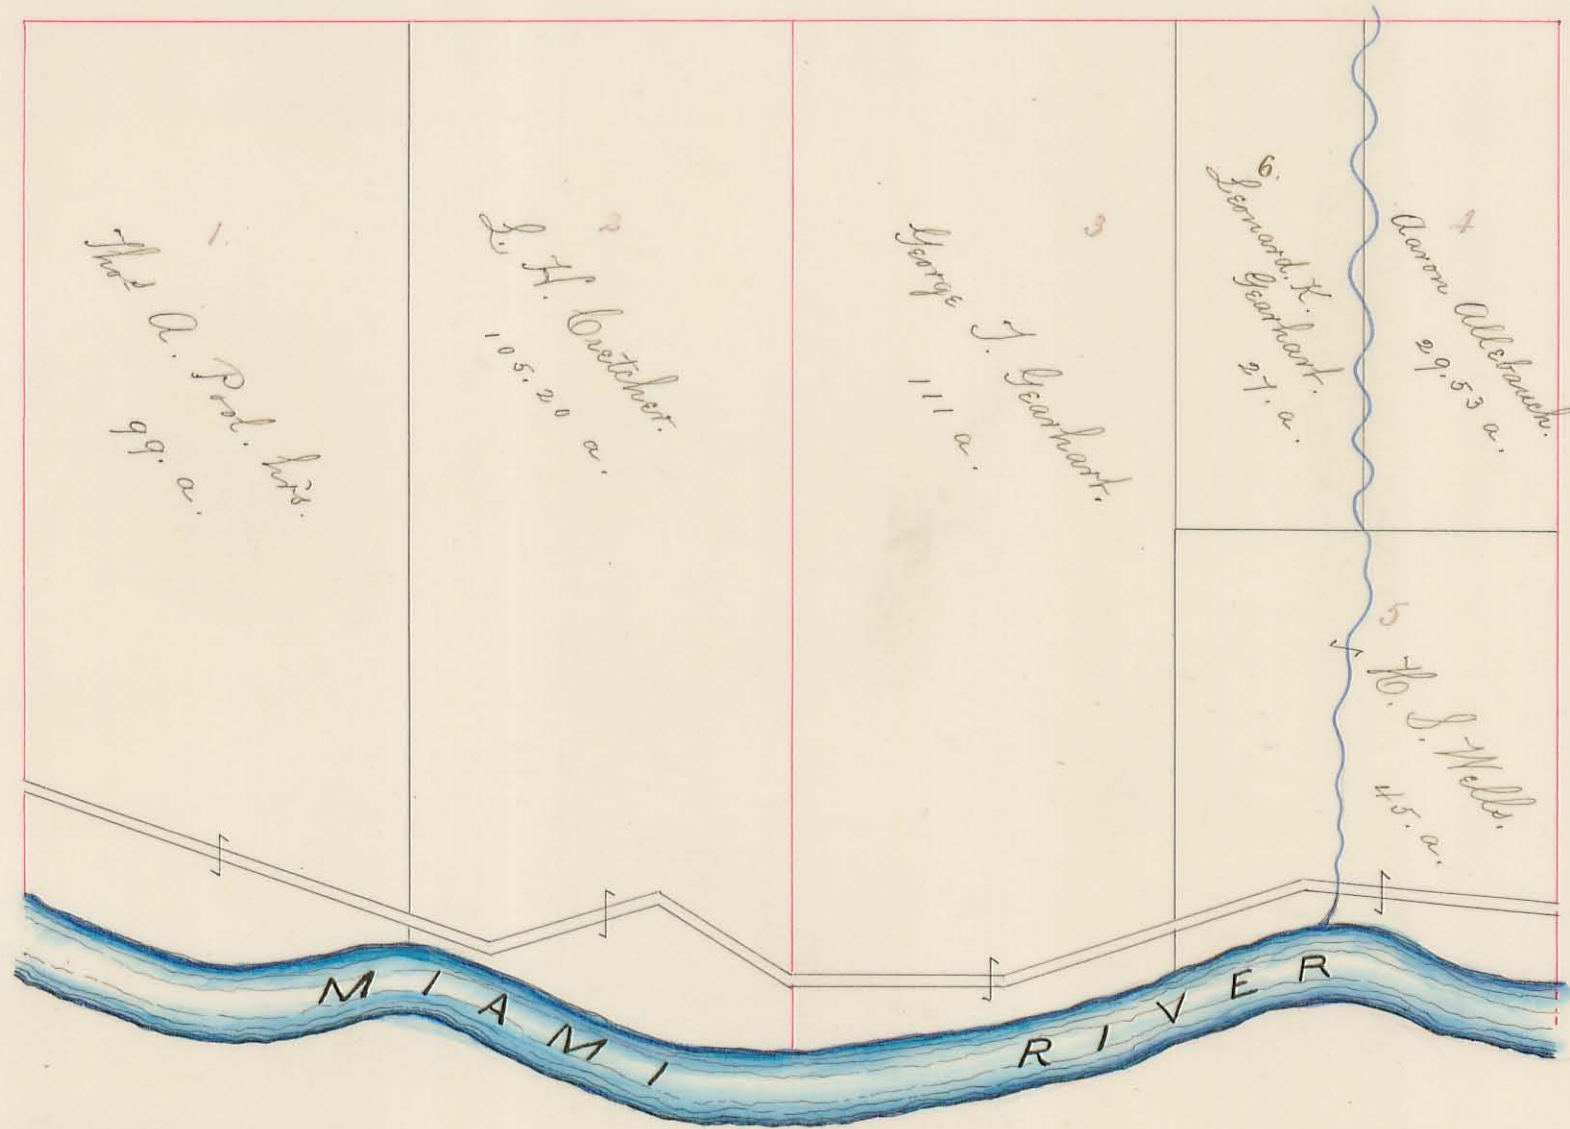 1.
Thos A. Pool. hrs.
99. a.
2
L. H. Cretcher.
105.20 a.
3
George T. Gearhart.
111 a.
6.
Leonard. K.
Gearhart.
27. a.
4
Aaron Allebauch.
29.53 a.
5
H. S. Wells.
45. a.
MIAMI RIVER